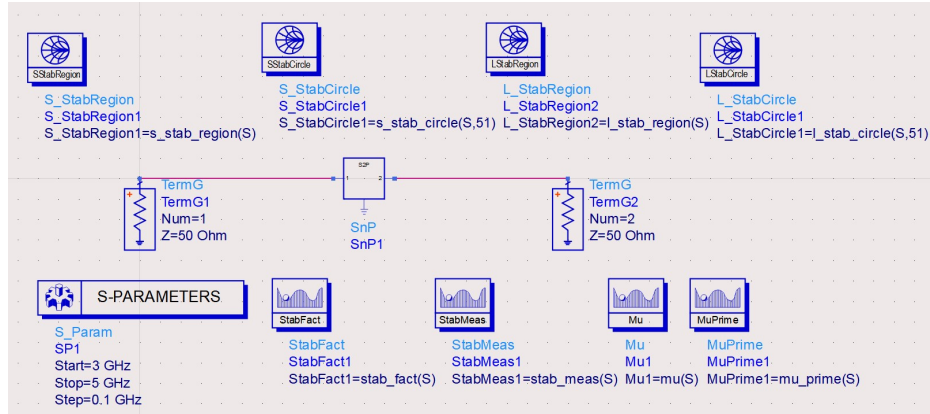 SStabRegion
S_StabRegion
S_StabRegion1
S_StabRegion1=s_stab_region(S)
SStabCircle
S_StabCircle
S_StabCircle1
S_StabCircle1=s_stab_circle(S,51)
LStabRegion
L_StabRegion
L_StabRegion2
L_StabRegion2=l_stab_region(S)
LStabCircle
L_StabCircle
L_StabCircle1
L_StabCircle1=l_stab_circle(S,51)
+
TermG
TermG1
Num=1
Z=50 Ohm
S2P
1
2
SnP
SnP1
+
TermG
TermG2
Num=2
Z=50 Ohm
S-PARAMETERS
S_Param
SP1
Start=3 GHz
Stop=5 GHz
Step=0.1 GHz
StabFact
StabFact
StabFact1
StabFact1=stab_fact(S)
StabMeas
StabMeas
StabMeas1
StabMeas1=stab_meas(S)
Mu
Mu
Mu1
Mu1=mu(S)
MuPrime
MuPrime
MuPrime1
MuPrime1=mu_prime(S)